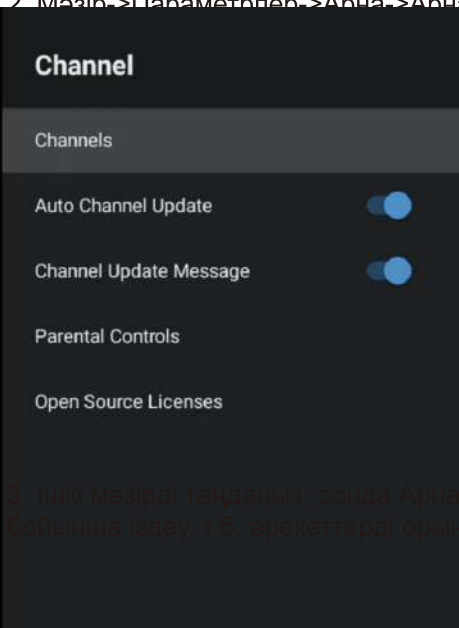 2. Мәзір->Параметрлер->Арна->Арна
Channel
Channels
Auto Channel Update
Channel Update Message
Parental Controls
Open Source Licenses
3. Ішкі мәзірді таңдаңыз, сонда Арна
бойынша іздеу, т.б. әрекеттерді орын